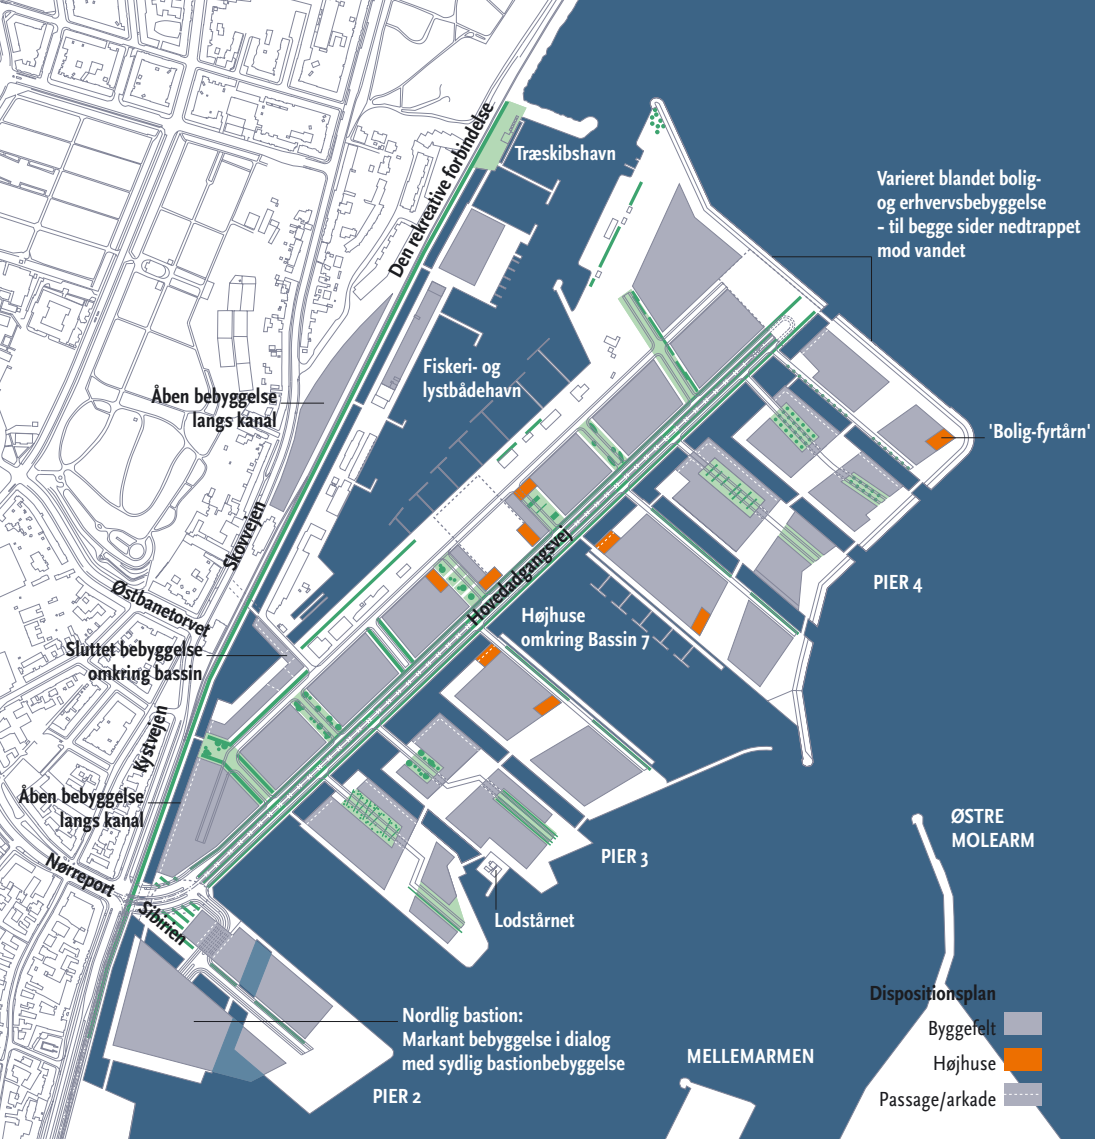 Den rekreative forbindelse
Træskibshavn
Varieret blandet bolig-
og erhvervsbebyggelse
- til begge sider nedtrappet
mod vandet
Fiskeri- og
lystbådehavn
Åben bebyggelse
langs kanal
'Bolig-fyrtårn'
Skovvejen
Hovedadgangsvej
PIER 4
Østbanetorvet
Højhuse
omkring Bassin 7
Sluttet bebyggelse
omkring bassin
Kystvejen
Åben bebyggelse
langs kanal
ØSTRE
MOLEARM
PIER 3
Nørreport
Sibirien
Lodstårnet
Nordlig bastion:
Markant bebyggelse i dialog
med sydlig bastionbebyggelse
PIER 2
MELLEMARMEN
Dispositionsplan
Byggefelt
Højhuse
Passage/arkade